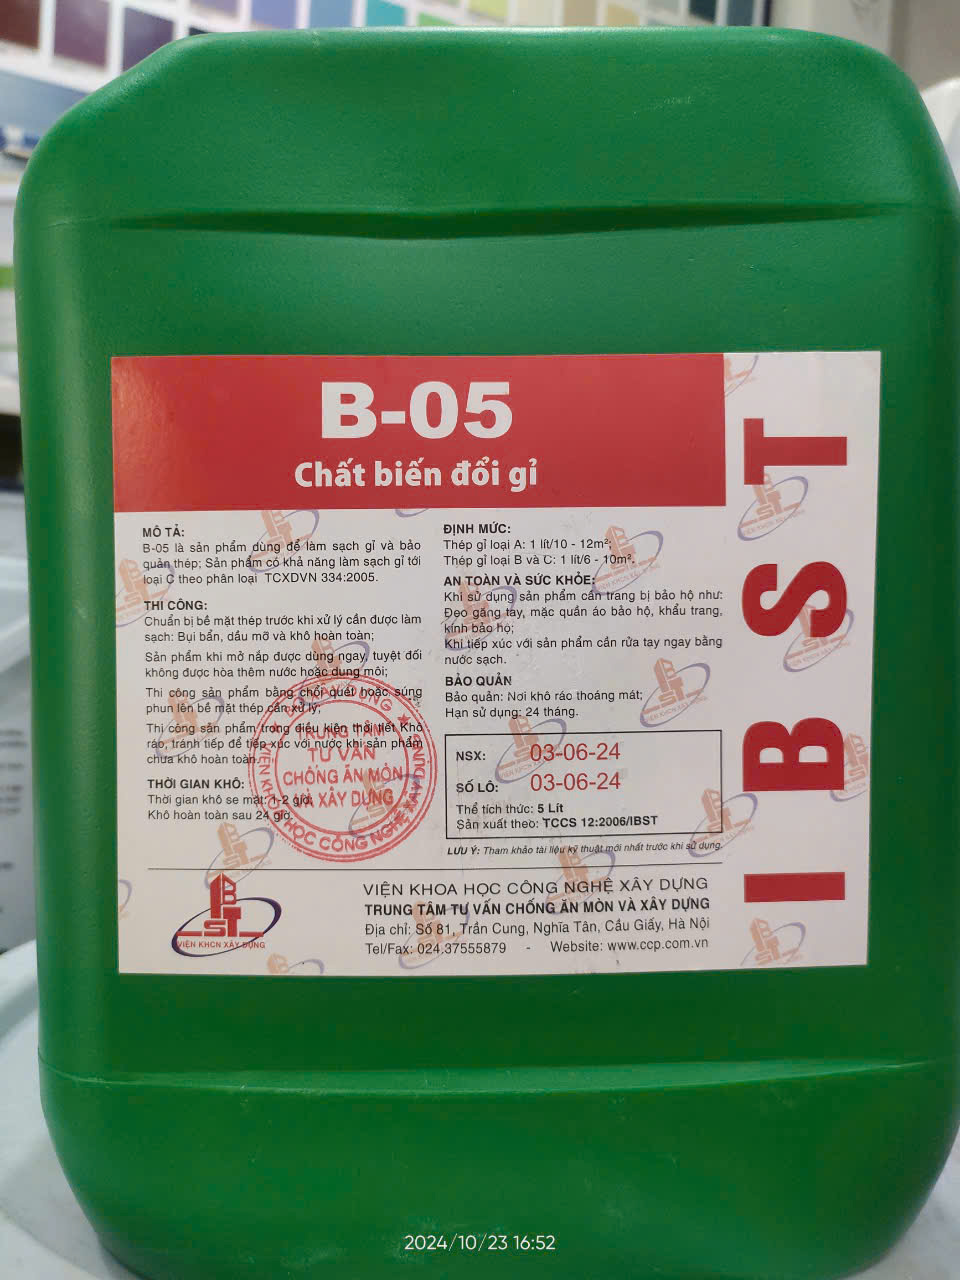 B-05
Chất biến đổi gỉ
MÔ TẢ:
B-05 là sản phẩm dùng để làm sạch gỉ và bảo
quản thép; Sản phẩm có khả năng làm sạch gỉ tới
loại C theo phân loại TCXDVN 334:2005.
THI CÔNG:
Chuẩn bị bề mặt thép trước khi xử lý cần được làm
sạch: Bụi bẩn, dầu mỡ và khô hoàn toàn;
Sản phẩm khi mở nắp được dùng ngay, tuyệt đối
không được hòa thêm nước hoặc dung môi;
Thi công sản phẩm bằng chổi quét hoặc súng
phun lên bề mặt thép cần xử lý;
Thi công sản phẩm trong điều kiện thời tiết Khô
ráo, tránh tiếp để tiếp xúc với nước khi sản phẩm
chưa khô hoàn toàn.
THỜI GIAN KHÔ:
Thời gian khô se mặt: 1-2 giờ;
Khô hoàn toàn sau 24 giờ.
ĐỊNH MỨC:
Thép gỉ loại A: 1 lít/10 - 12m²;
Thép gỉ loại B và C: 1 lít/6 - 10m².
AN TOÀN VÀ SỨC KHỎE:
Khi sử dụng sản phẩm cần trang bị bảo hộ như:
Đeo găng tay, mặc quần áo bảo hộ, khẩu trang,
kính bảo hộ;
Khi tiếp xúc với sản phẩm cần rửa tay ngay bằng
nước sạch.
BẢO QUẢN
Bảo quản: Nơi khô ráo thoáng mát;
Hạn sử dụng: 24 tháng.
NSX: 03-06-24
SỐ LÔ: 03-06-24
Thể tích thức: 5 Lít
Sản xuất theo: TCCS 12:2006/IBST
LƯU Ý: Tham khảo tài liệu kỹ thuật mới nhất trước khi sử dụng.
TRUNG TÂM
TƯ VẤN
CHỐNG ĂN MÒN
VÀ XÂY DỰNG
VIỆN KHOA HỌC CÔNG NGHỆ XÂY DỰNG
BỘ XÂY DỰNG
IBST
VIỆN KHCN XÂY DỰNG
VIỆN KHOA HỌC CÔNG NGHỆ XÂY DỰNG
TRUNG TÂM TƯ VẤN CHỐNG ĂN MÒN VÀ XÂY DỰNG
Địa chỉ: Số 81, Trần Cung, Nghĩa Tân, Cầu Giấy, Hà Nội
Tel/Fax: 024.37555879 - Website: www.ccp.com.vn
IBST
2024/10/23 16:52